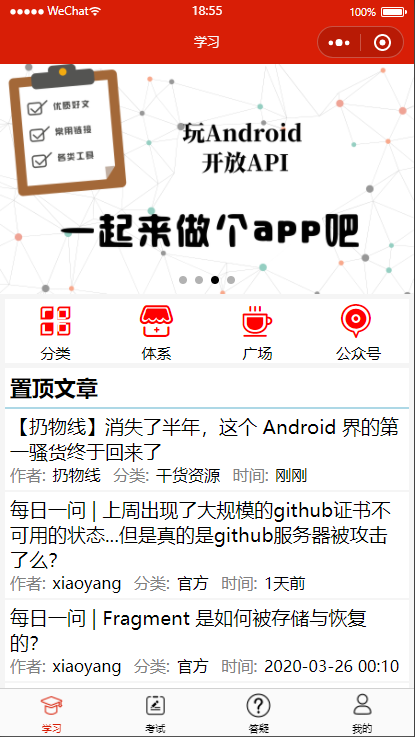 WeChat 18:55 100%
学习
优质好文
常用链接
各类工具
玩Android
开放API
一起来做个app吧
分类 体系 广场 公众号
置顶文章
【扔物线】消失了半年，这个 Android 界的第
一骚货终于回来了
作者: 扔物线 分类: 干货资源 时间: 刚刚
每日一问 | 上周出现了大规模的github证书不
可用的状态...但是真的是github服务器被攻击
了么？
作者: xiaoyang 分类: 官方 时间: 1天前
每日一问 | Fragment 是如何被存储与恢复
的？
作者: xiaoyang 分类: 官方 时间: 2020-03-26 00:10
学习 考试 答疑 我的